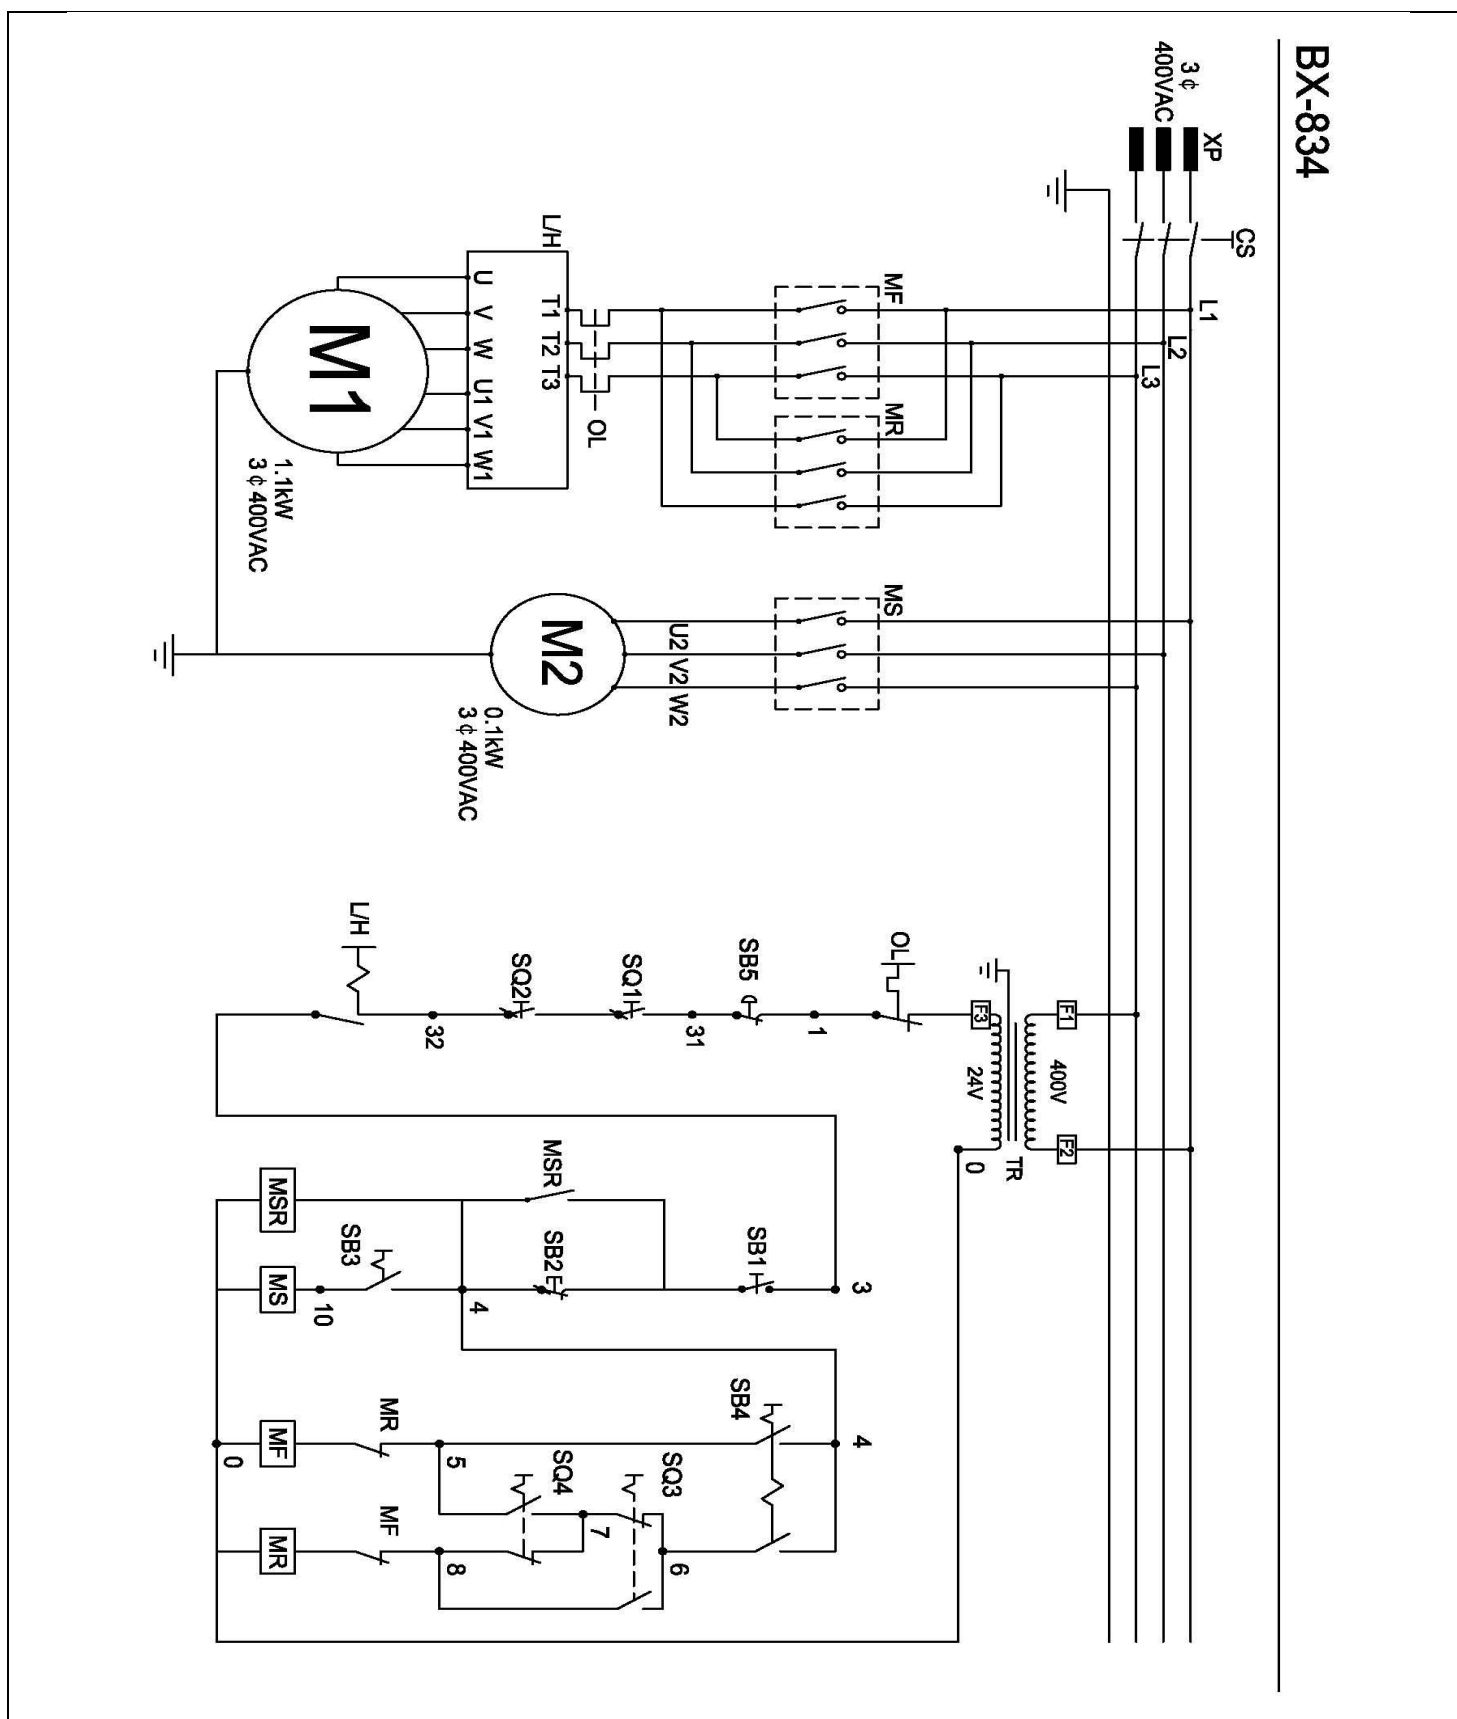 BX-834
3 ¢
400VAC
XP
CS
L1
L2
L3
MF
MR
L/H
T1
T2
T3
OL
U
V
W
U1
V1
W1
M1
1.1kW
3 ¢ 400VAC
MS
U2 V2 W2
M2
0.1kW
3 ¢ 400VAC
F1
400V
F2
F3
24V
TR
0
OL
1
SB5
31
SQ1
SQ2
32
L/H
3
SB1
MSR
SB2
4
SB3
10
MSR
MS
4
SB4
SQ3
6
7
SQ4
5
8
MR
MF
MF
MR
0